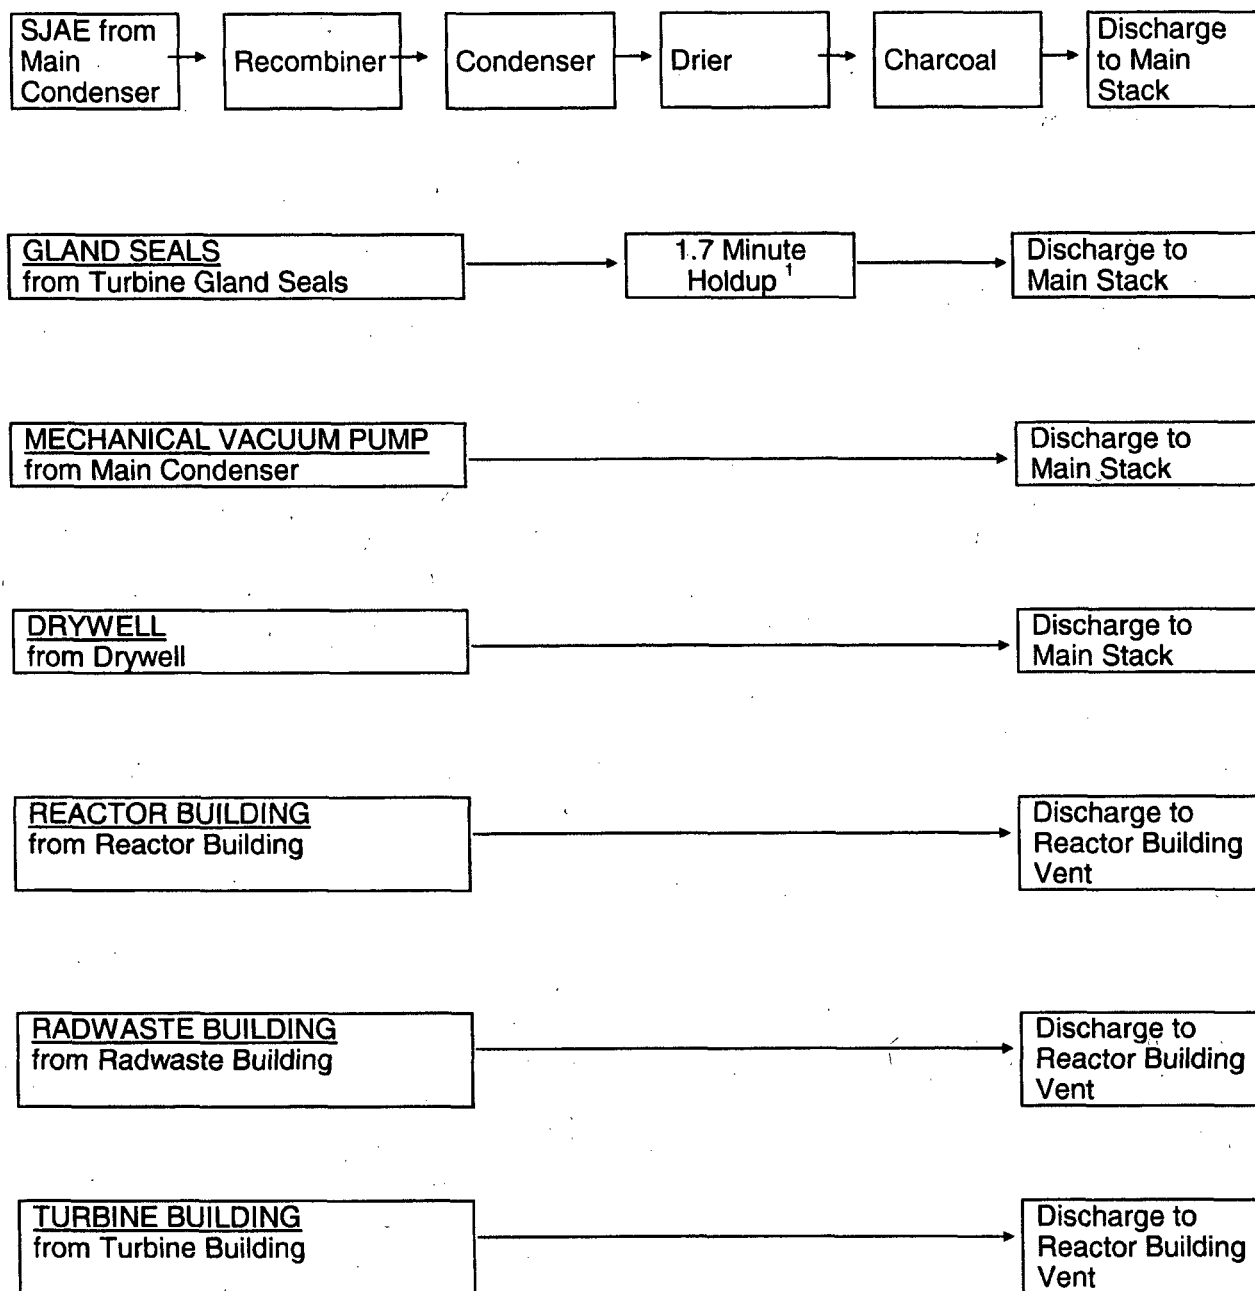 SJAE from
Main
Condenser
Recombiner
Condenser
Drier
Charcoal
Discharge
to Main
Stack
GLAND SEALS
from Turbine Gland Seals
1.7 Minute
Holdup 1
Discharge to
Main Stack
MECHANICAL VACUUM PUMP
from Main Condenser
Discharge to
Main Stack
DRYWELL
from Drywell
Discharge to
Main Stack
REACTOR BUILDING
from Reactor Building
Discharge to
Reactor Building
Vent
RADWASTE BUILDING
from Radwaste Building
Discharge to
Reactor Building
Vent
TURBINE BUILDING
from Turbine Building
Discharge to
Reactor Building
Vent